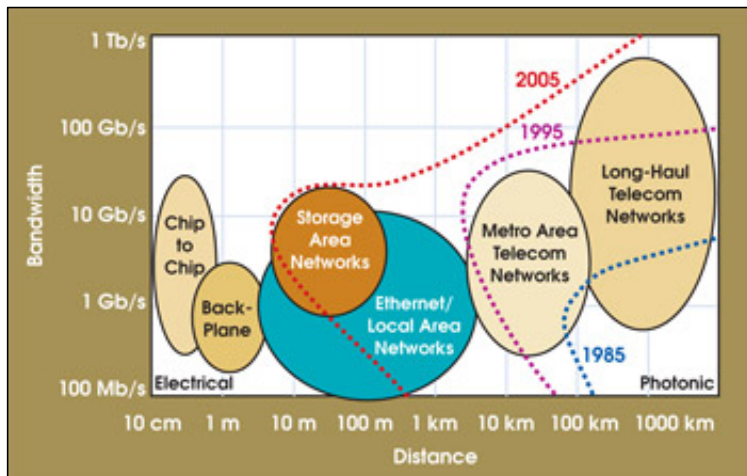 1 Tb/s
2005
1995
100 Gb/s
Long-Haul
Telecom
Networks
10 Gb/s
Chip
to
Chip
Storage
Area
Networks
Metro Area
Telecom
Networks
Bandwidth
1 Gb/s
Back-
Plane
Ethernet/
Local Area
Networks
1985
100 Mb/s
Electrical
Photonic
10 cm 1 m 10 m 100 m 1 km 10 km 100 km 1000 km
Distance